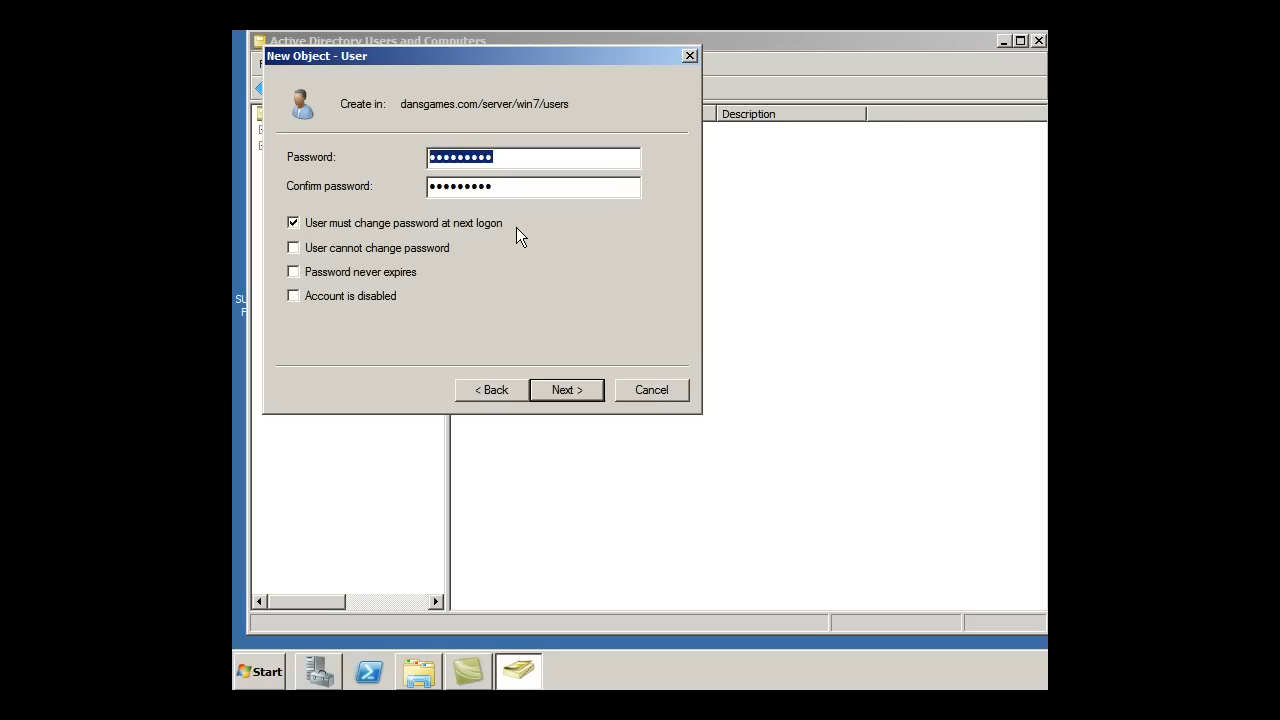 Active Directory Users and Computers
New Object - User
Create in: dansgames.com/server/win7/users
Description
Password: ●●●●●●●●●
Confirm password: ●●●●●●●●●
User must change password at next logon
User cannot change password
Password never expires
Account is disabled
SU
F
< Back Next > Cancel
Start